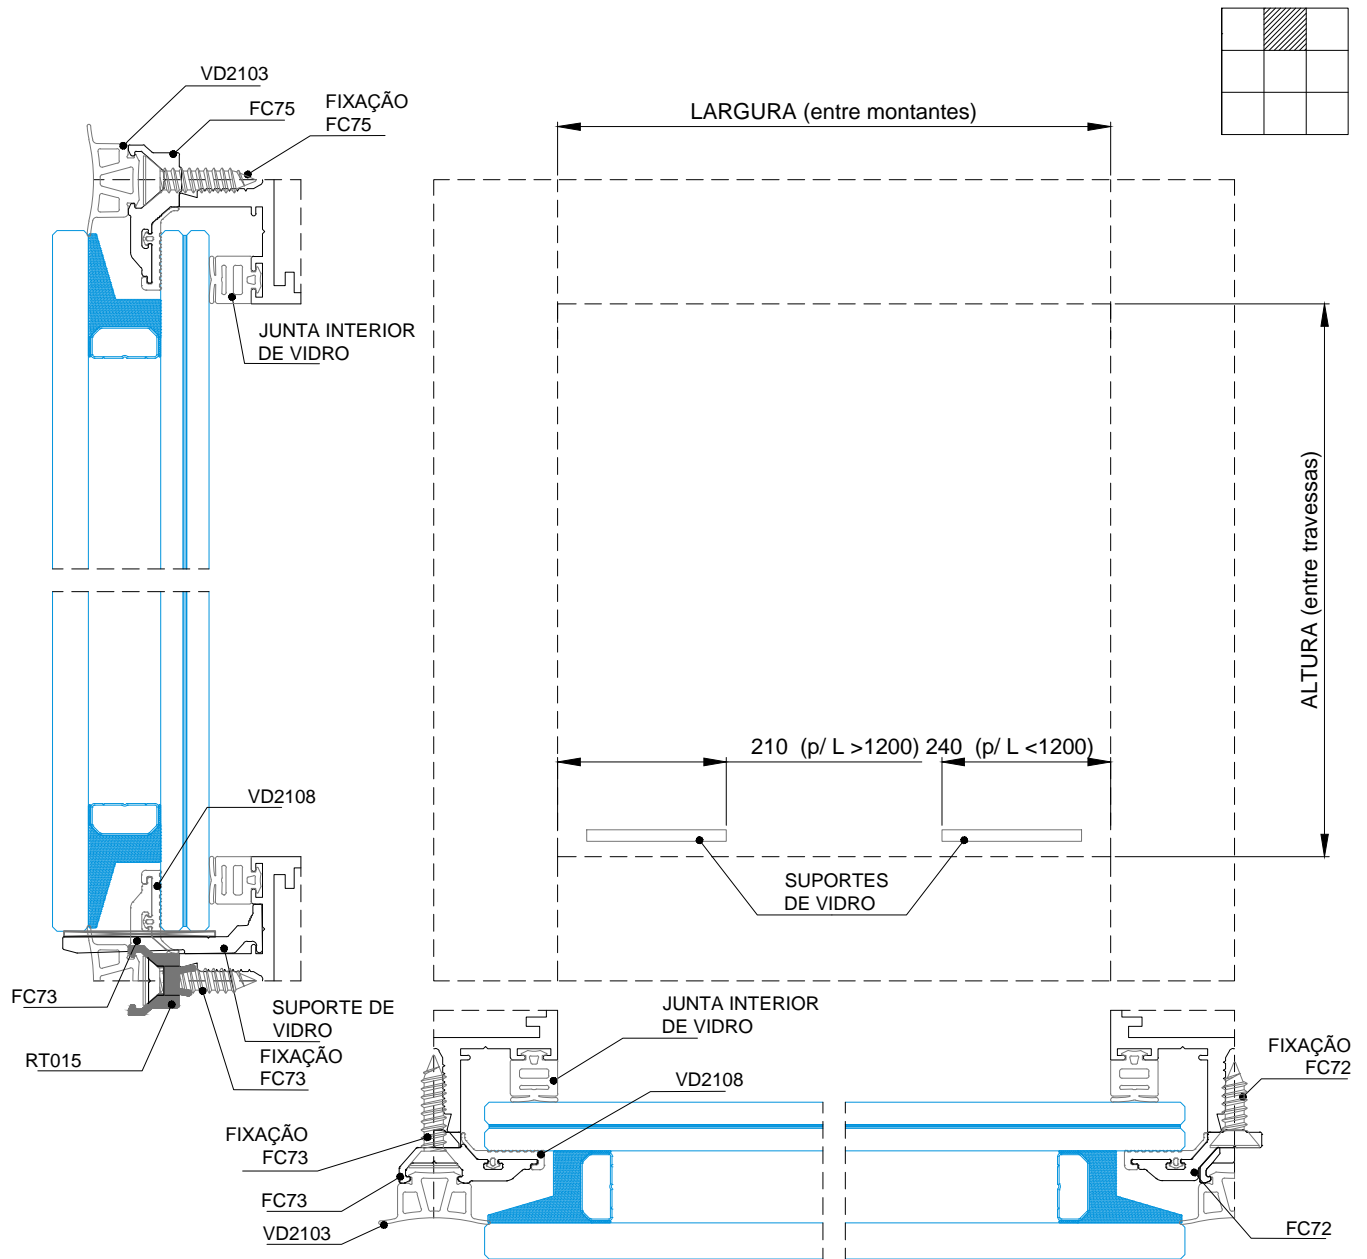 VD2103
FC75
FIXAÇÃO
FC75
LARGURA (entre montantes)
JUNTA INTERIOR
DE VIDRO
ALTURA (entre travessas)
210 (p/ L >1200) 240 (p/ L <1200)
VD2108
SUPORTES
DE VIDRO
FC73
SUPORTE DE
VIDRO
RT015
FIXAÇÃO
FC73
JUNTA INTERIOR
DE VIDRO
FIXAÇÃO
FC72
VD2108
FIXAÇÃO
FC73
FC73
VD2103
FC72